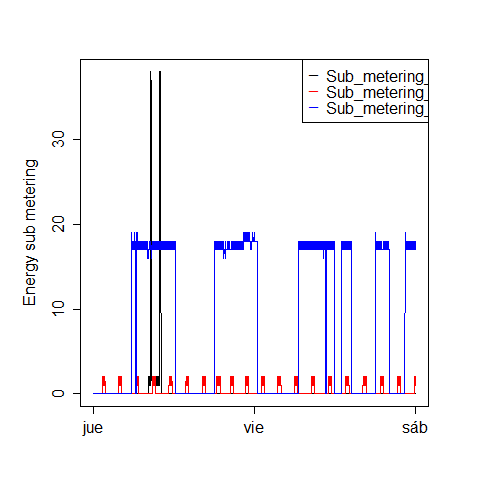 Sub_metering_
Sub_metering_
Sub_metering_
Energy sub metering
30
20
10
0
jue vie sáb